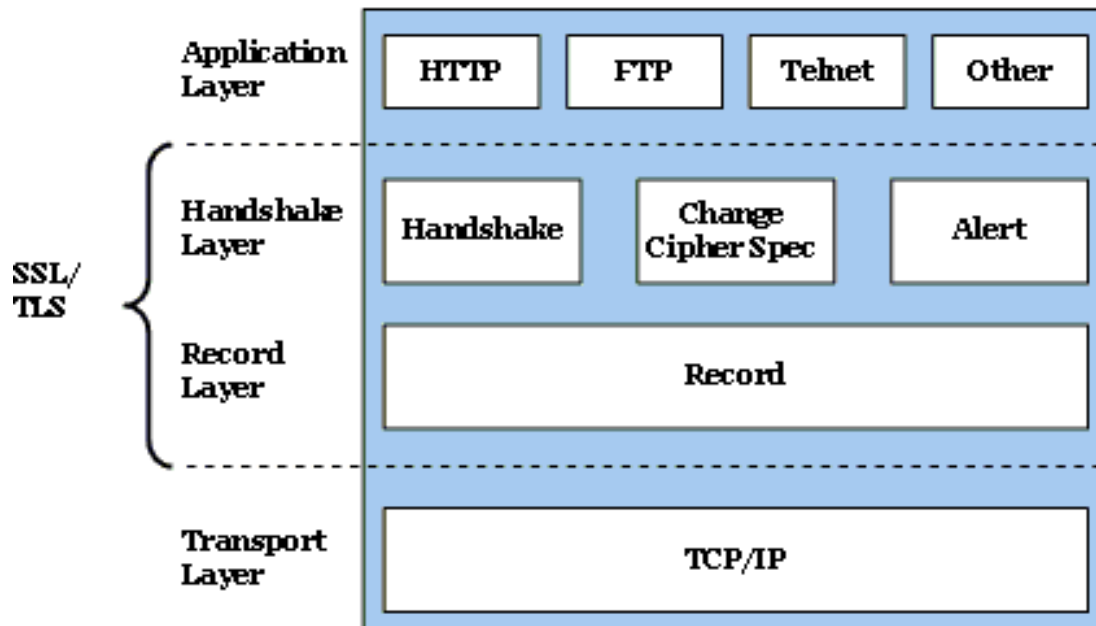 Application
Layer
HTTP
FTP
Telnet
Other
Handshake
Layer
Handshake
Change
Cipher Spec
Alert
SSL/
TLS
Record
Layer
Record
Transport
Layer
TCP/IP